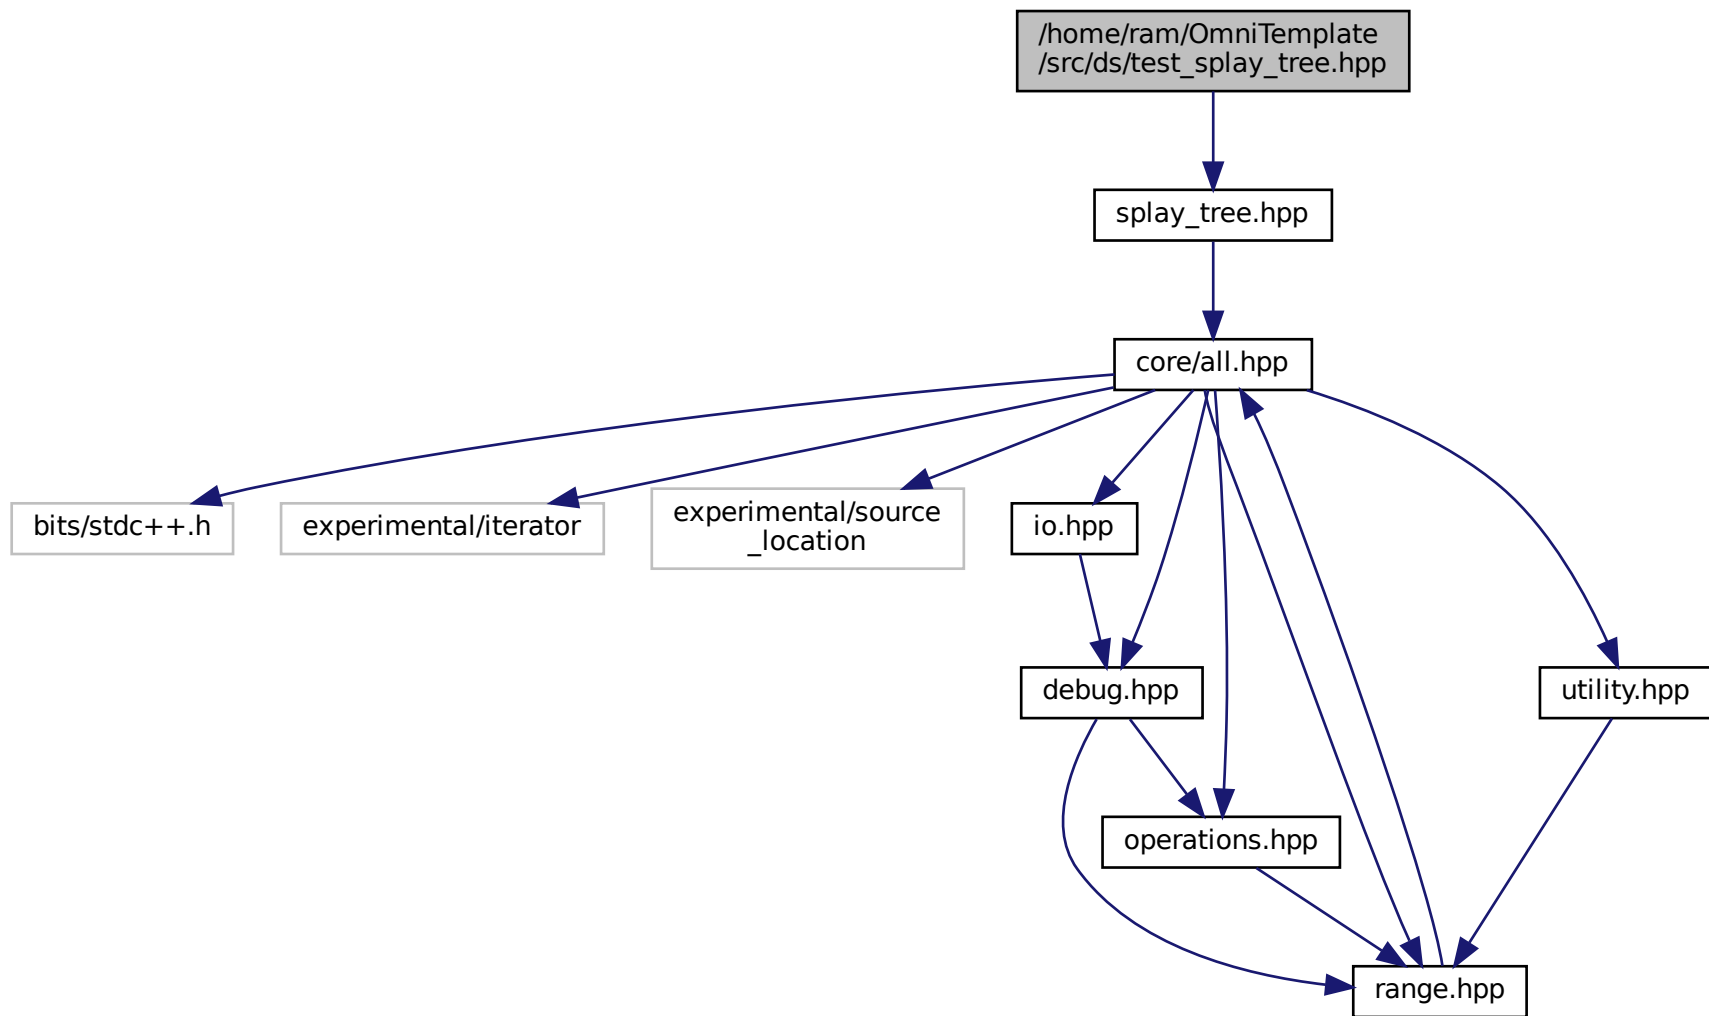 /home/ram/OmniTemplate
/src/ds/test_splay_tree.hpp
splay_tree.hpp
core/all.hpp
bits/stdc++.h
experimental/iterator
experimental/source
_location
io.hpp
debug.hpp
utility.hpp
operations.hpp
range.hpp